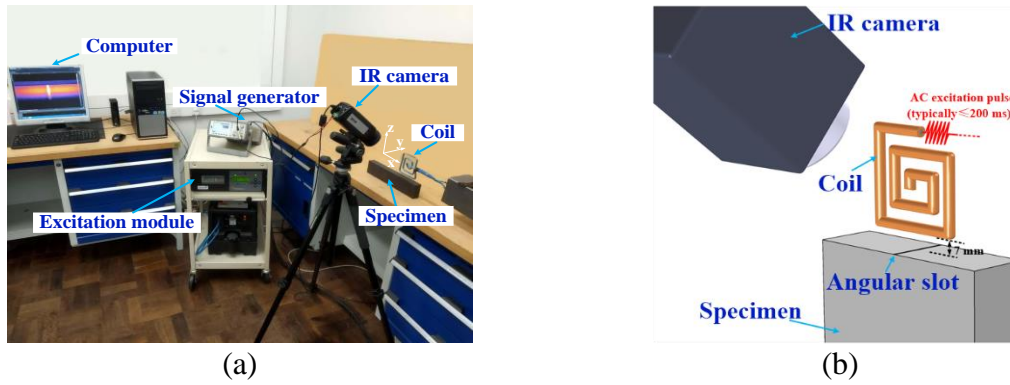 Computer
IR camera
Signal generator
Coil
z
y
x
Specimen
Excitation module
(a)
IR camera
AC excitation pulse
(typically≤200 ms)
Coil
7 mm
Angular slot
Specimen
(b)